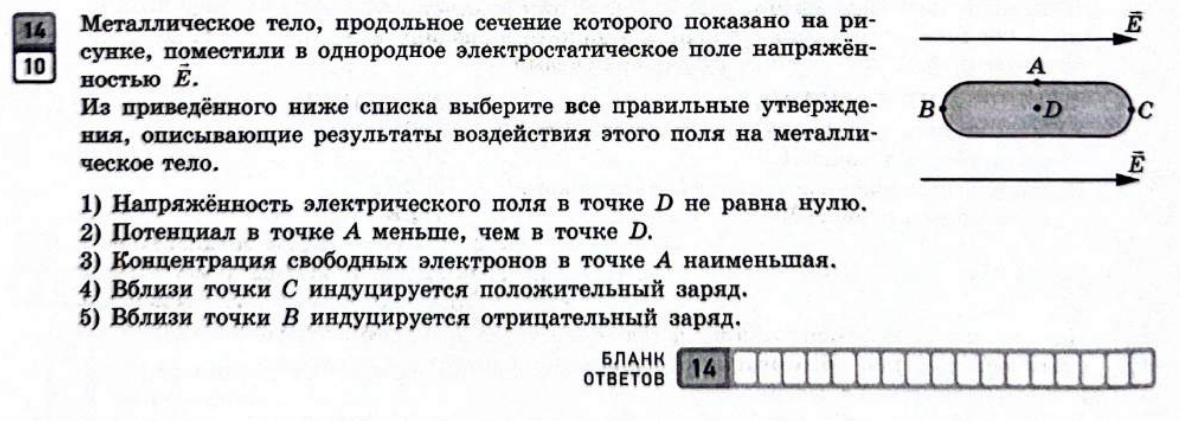 14
10
Металлическое тело, продольное сечение которого показано на ри-
сунке, поместили в однородное электростатическое поле напряжён-
ностью E⃗.
Из приведённого ниже списка выберите все правильные утвержде-
ния, описывающие результаты воздействия этого поля на металли-
ческое тело.
E⃗
A
B
D
C
E⃗
1) Напряжённость электрического поля в точке D не равна нулю.
2) Потенциал в точке A меньше, чем в точке D.
3) Концентрация свободных электронов в точке A наименьшая.
4) Вблизи точки C индуцируется положительный заряд.
5) Вблизи точки B индуцируется отрицательный заряд.
БЛАНК
ОТВЕТОВ
14